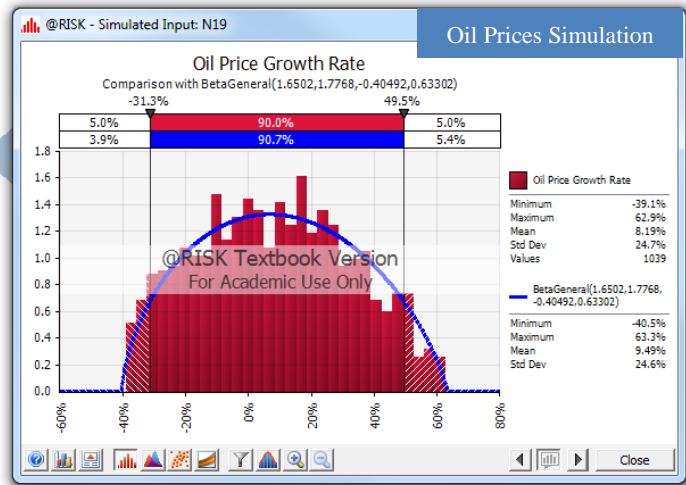 @RISK - Simulated Input: N19
Oil Prices Simulation
Oil Price Growth Rate
Comparison with BetaGeneral(1.6502,1.7768,-0.40492,0.63302)
-31.3% 49.5%
5.0% 90.0% 5.0%
3.9% 90.7% 5.4%
1.8
1.6
1.4
1.2
1.0
0.8
0.6
0.4
0.2
0.0
-60% -40% -20% 0% 20% 40% 60% 80%
@RISK Textbook Version
For Academic Use Only
Oil Price Growth Rate
Minimum -39.1%
Maximum 62.9%
Mean 8.19%
Std Dev 24.7%
Values 1039
BetaGeneral(1.6502,1.7768,
-0.40492,0.63302)
Minimum -40.5%
Maximum 63.3%
Mean 9.49%
Std Dev 24.6%
Close